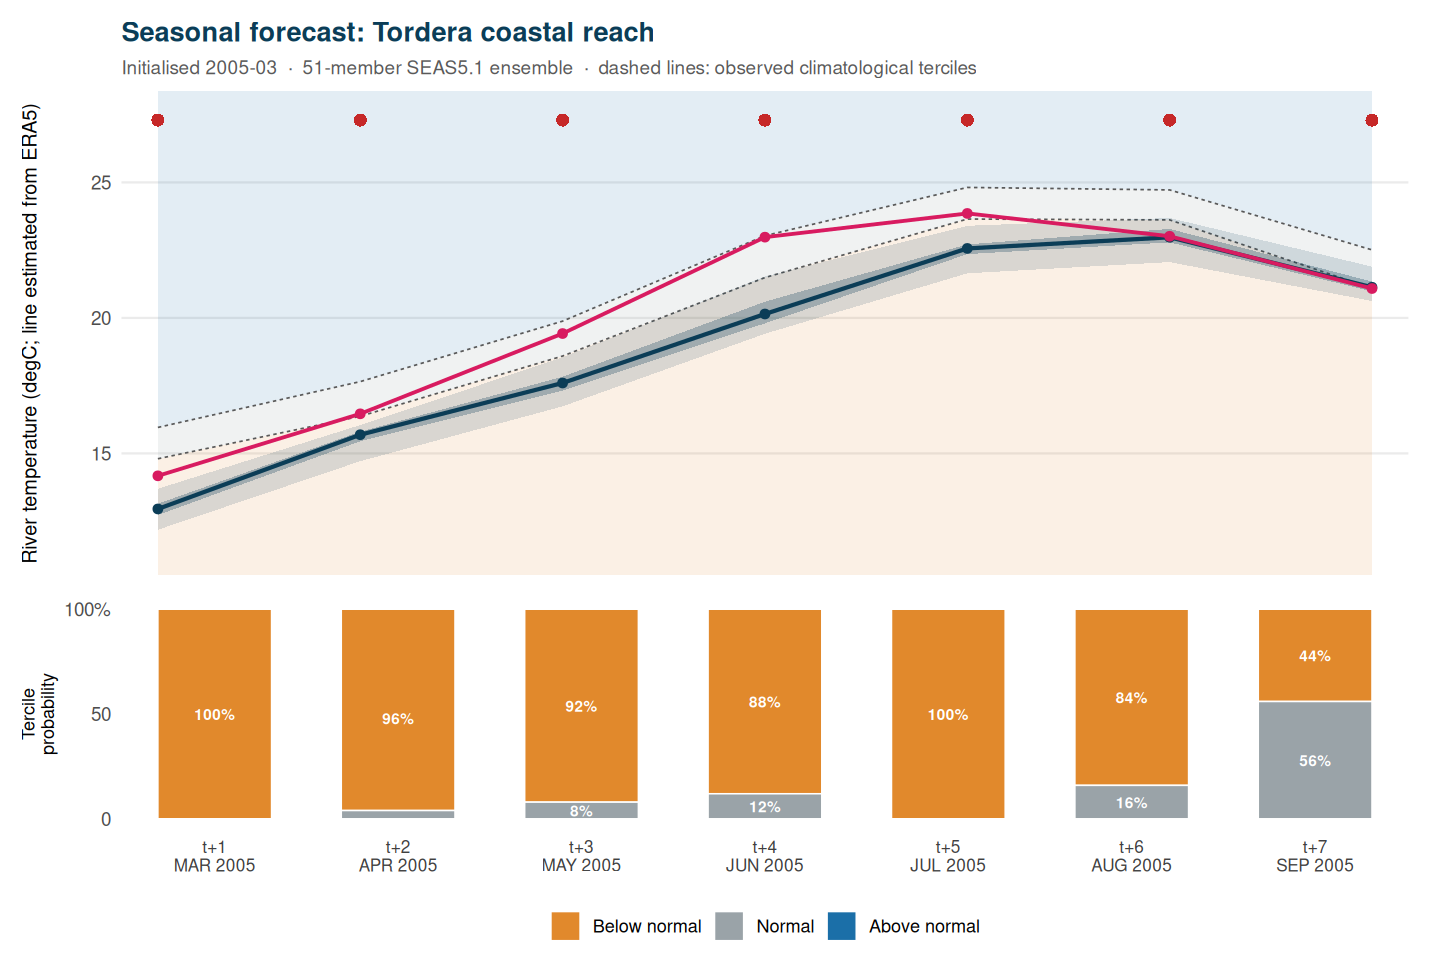 Seasonal forecast: Tordera coastal reach
Initialised 2005-03 · 51-member SEAS5.1 ensemble · dashed lines: observed climatological terciles
River temperature (degC; line estimated from ERA5)
25
20
15
Tercile
probability
100%
50
0
100%
96%
92%
8%
88%
12%
100%
84%
16%
44%
56%
t+1
MAR 2005
t+2
APR 2005
t+3
MAY 2005
t+4
JUN 2005
t+5
JUL 2005
t+6
AUG 2005
t+7
SEP 2005
Below normal
Normal
Above normal